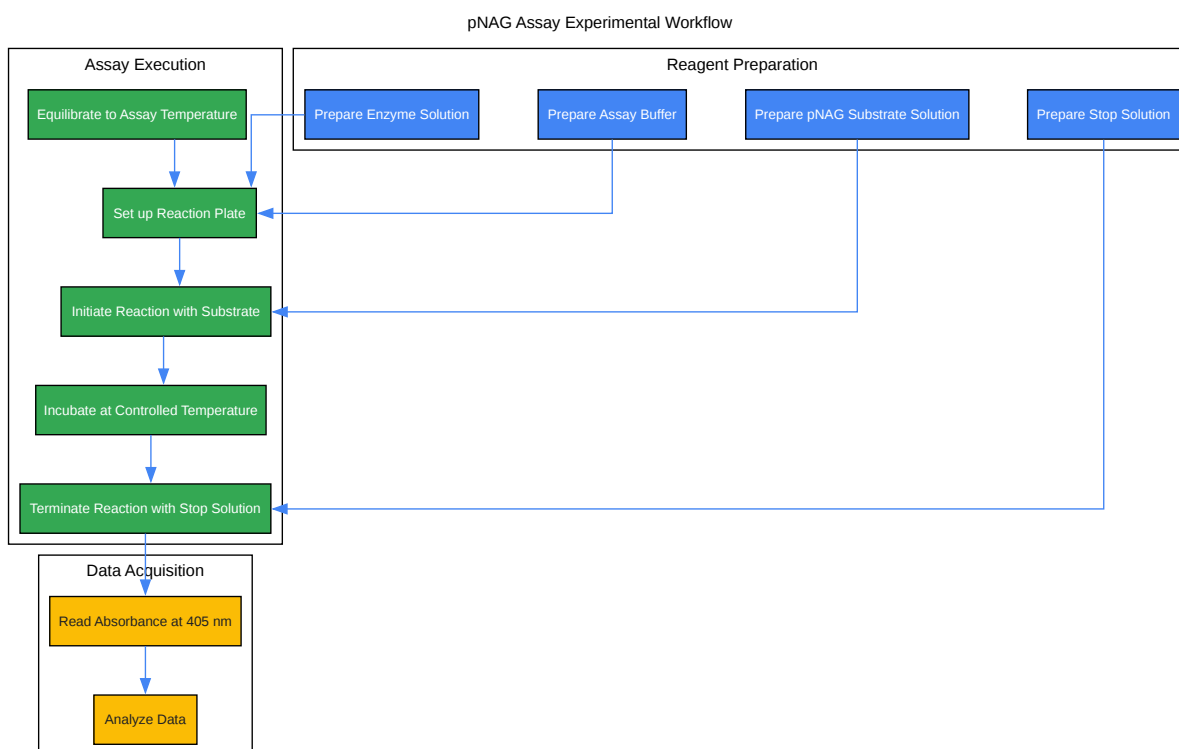 pNAG Assay Experimental Workflow
Assay Execution
Reagent Preparation
Equilibrate to Assay Temperature
Prepare Enzyme Solution
Prepare Assay Buffer
Prepare pNAG Substrate Solution
Prepare Stop Solution
Set up Reaction Plate
Initiate Reaction with Substrate
Incubate at Controlled Temperature
Terminate Reaction with Stop Solution
Data Acquisition
Read Absorbance at 405 nm
Analyze Data